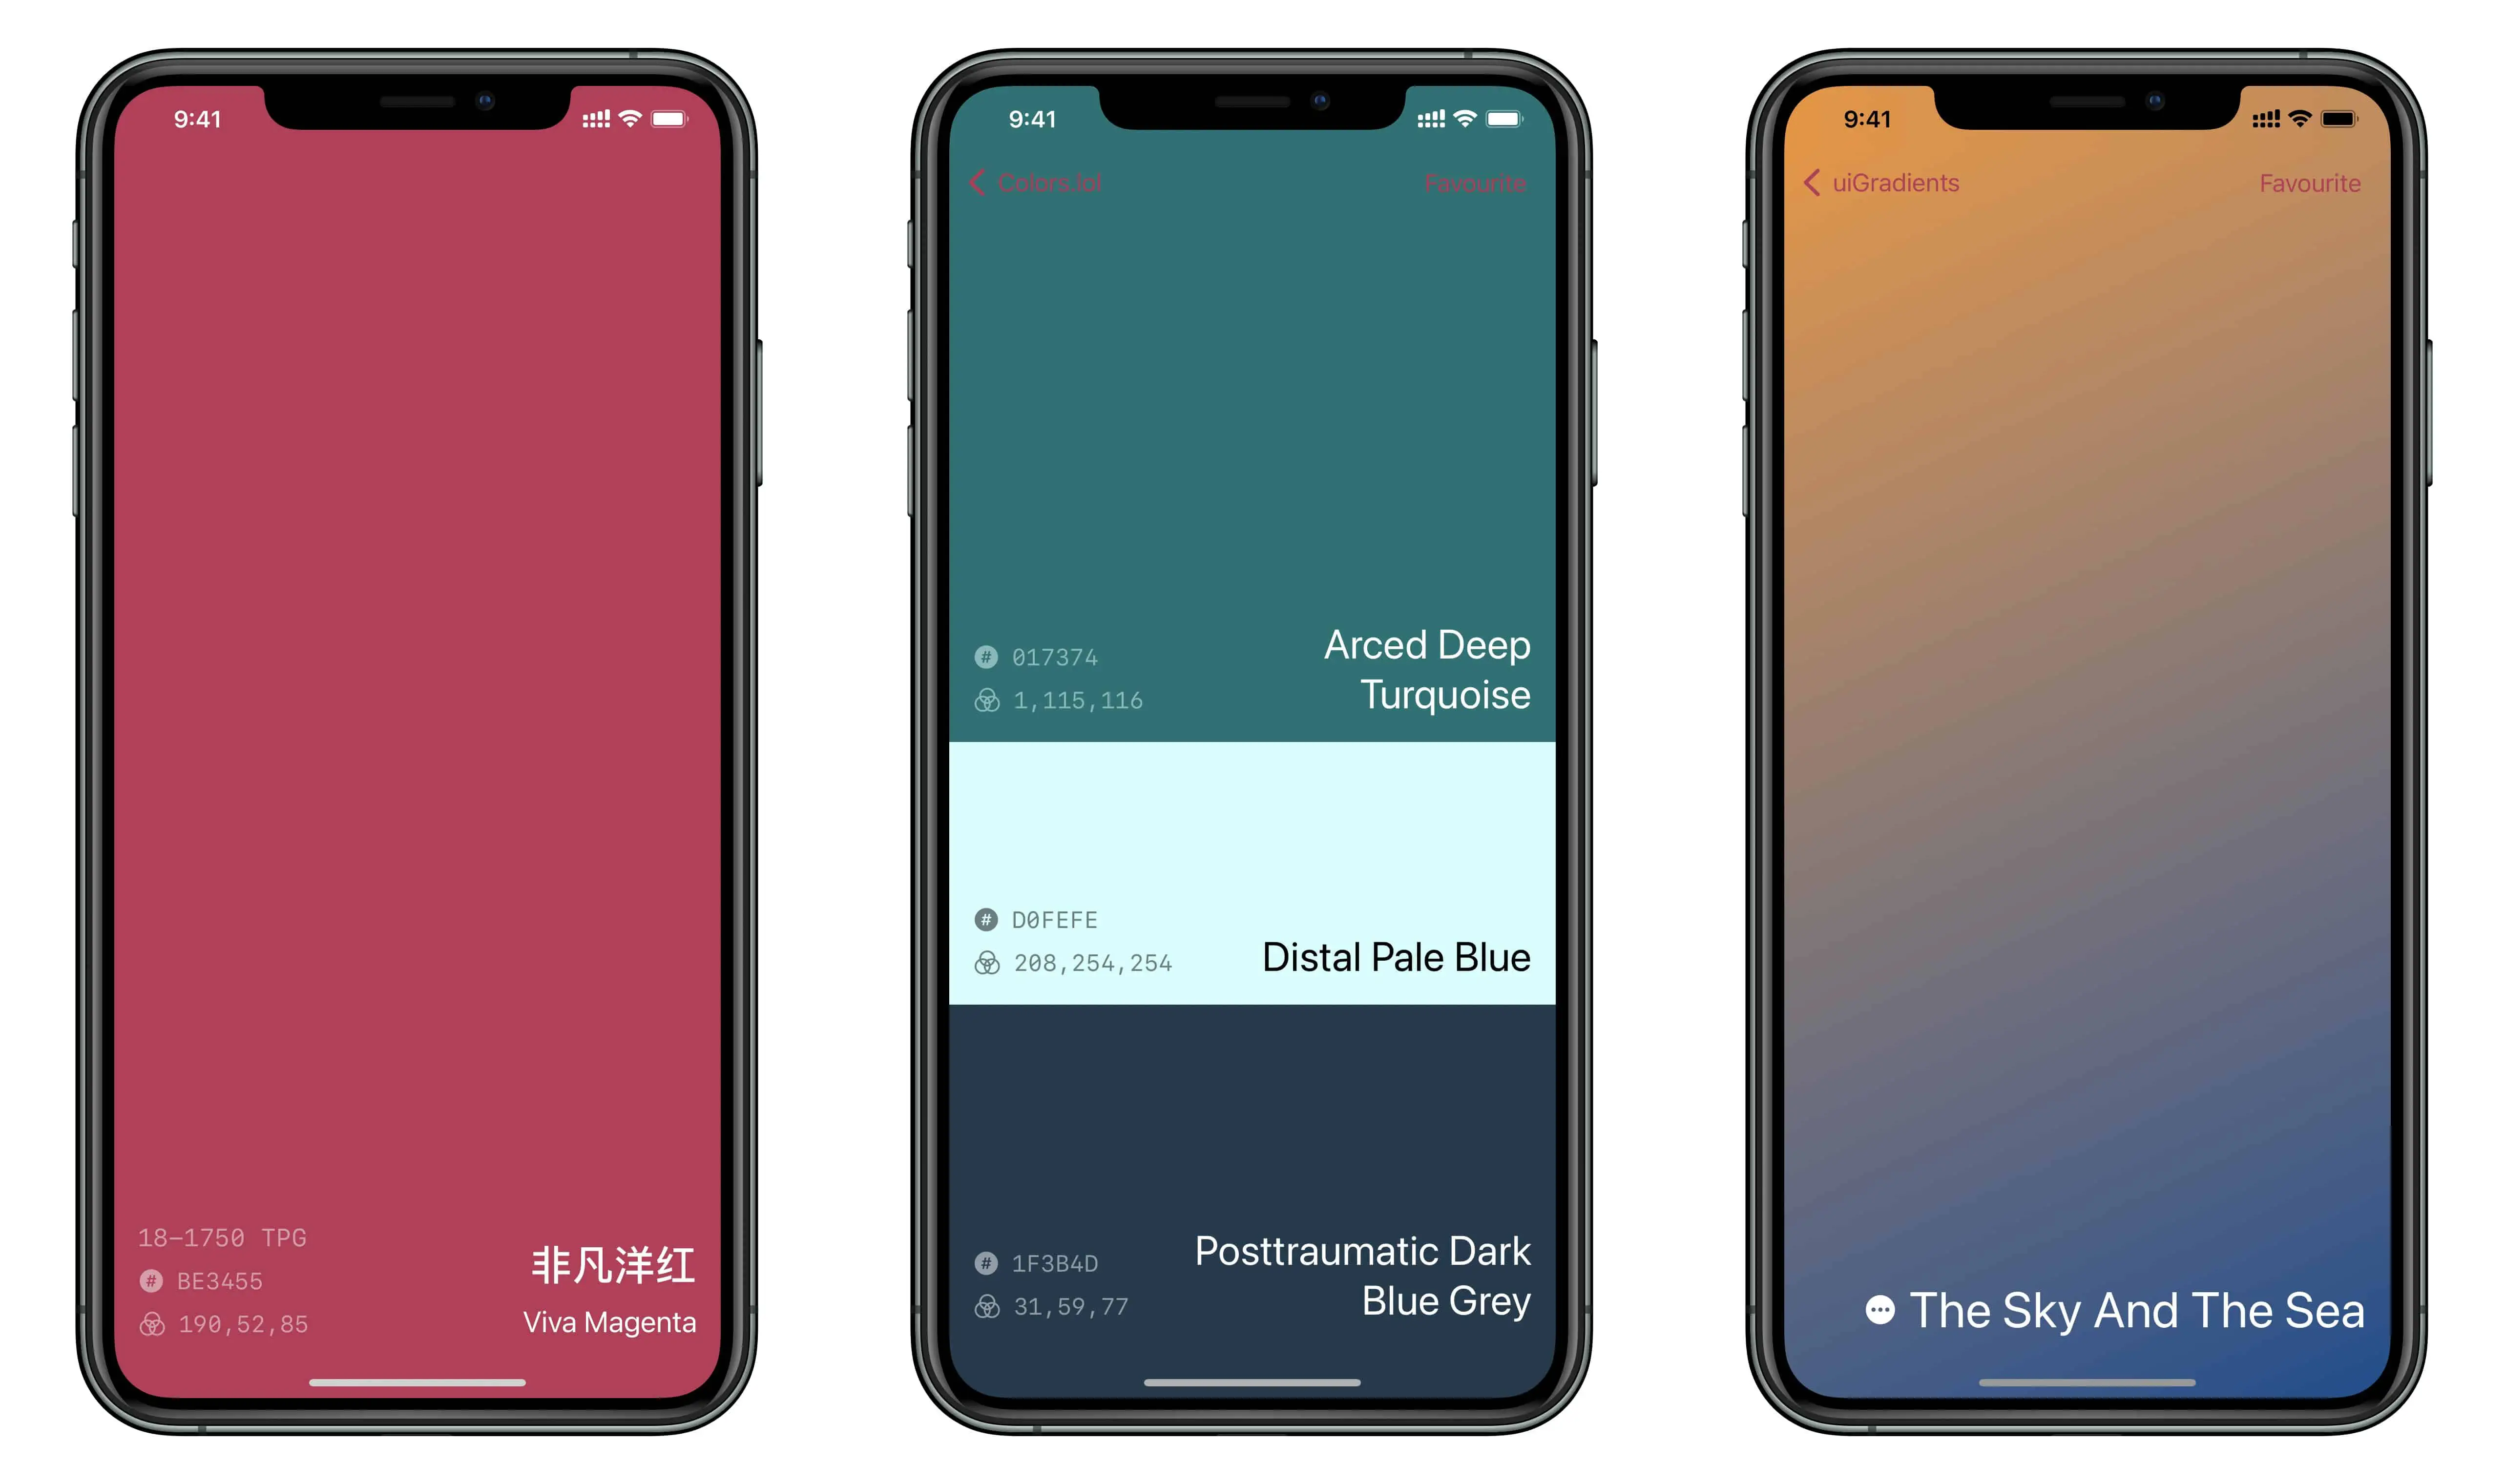 9:41
18-1750 TPG
# BE3455
190,52,85
非凡洋红
Viva Magenta
9:41
Colors.lol
Favourite
# 017374
1,115,116
Arced Deep
Turquoise
# D0FEFE
208,254,254
Distal Pale Blue
# 1F3B4D
31,59,77
Posttraumatic Dark
Blue Grey
9:41
uiGradients
Favourite
The Sky And The Sea